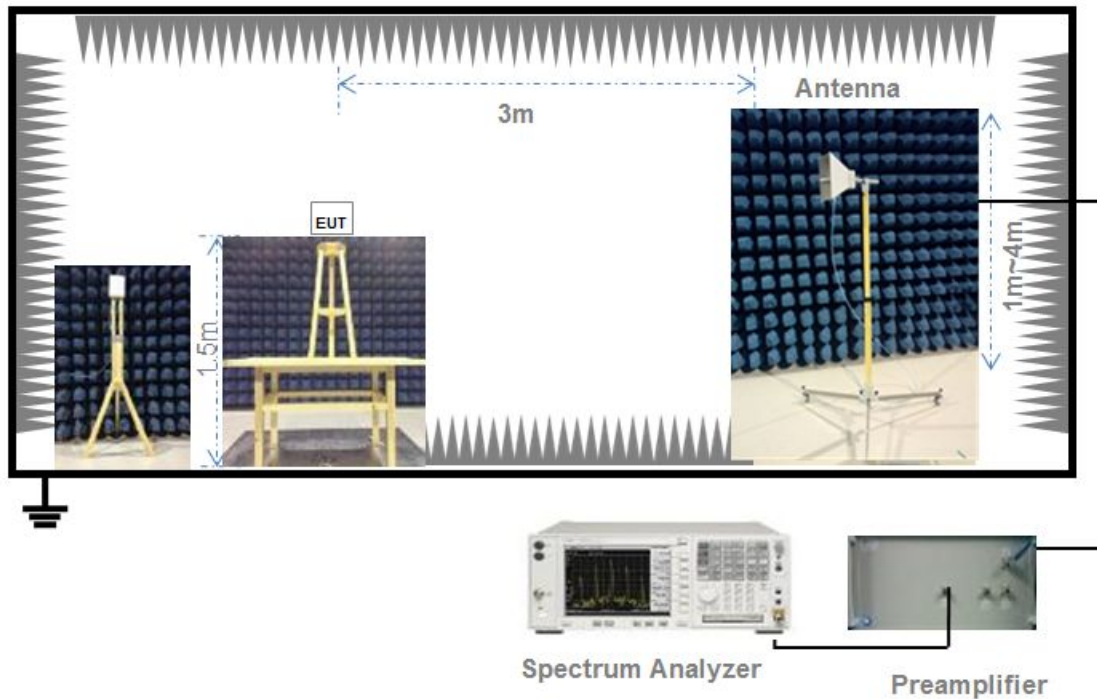 Antenna
3m
EUT
1.5m
1m~4m
Spectrum Analyzer
Preamplifier